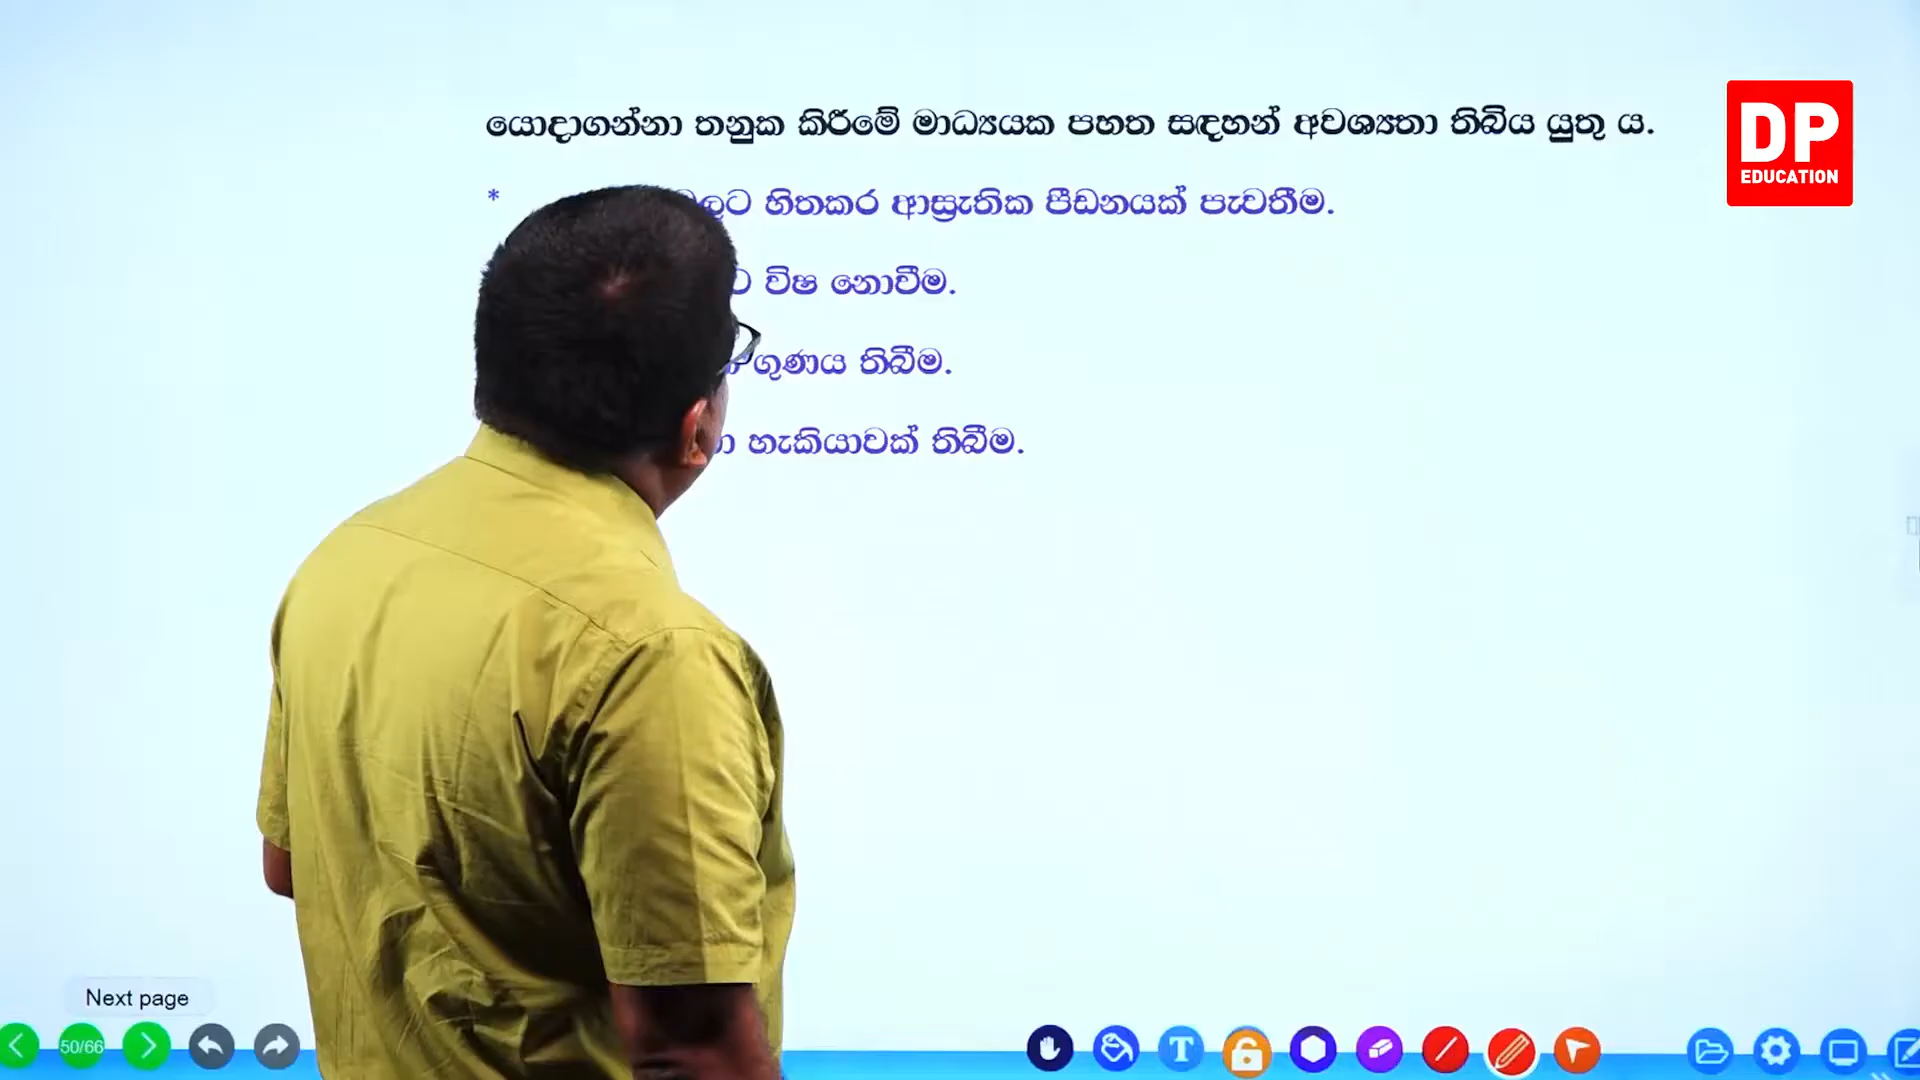 යොදාගන්නා තනුක කිරීමේ මාධ්‍යයක පහත සඳහන් අවශ්‍යතා තිබිය යුතු ය.
DP
EDUCATION
* හිතකර ආස්‍රැතික පීඩනයක් පැවතීම.
විෂ නොවීම.
ගුණය තිබීම.
හැකියාවක් තිබීම.
Next page
50/66
T